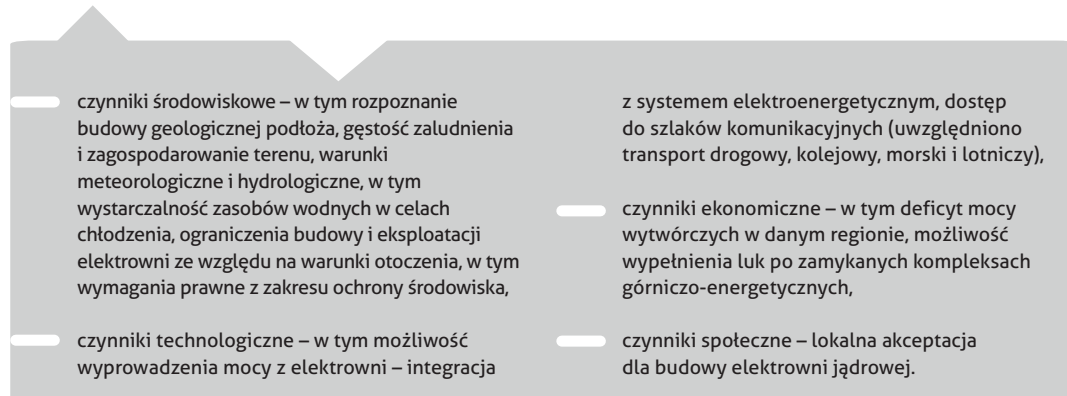 czynniki środowiskowe – w tym rozpoznanie
budowy geologicznej podłoża, gęstość zaludnienia
i zagospodarowanie terenu, warunki
meteorologiczne i hydrologiczne, w tym
wystarczalność zasobów wodnych w celach
chłodzenia, ograniczenia budowy i eksploatacji
elektrowni ze względu na warunki otoczenia, w tym
wymagania prawne z zakresu ochrony środowiska,
czynniki technologiczne – w tym możliwość
wyprowadzenia mocy z elektrowni – integracja
z systemem elektroenergetycznym, dostęp
do szlaków komunikacyjnych (uwzględniono
transport drogowy, kolejowy, morski i lotniczy),
czynniki ekonomiczne – w tym deficyt mocy
wytwórczych w danym regionie, możliwość
wypełnienia luk po zamykanych kompleksach
górniczo-energetycznych,
czynniki społeczne – lokalna akceptacja
dla budowy elektrowni jądrowej.